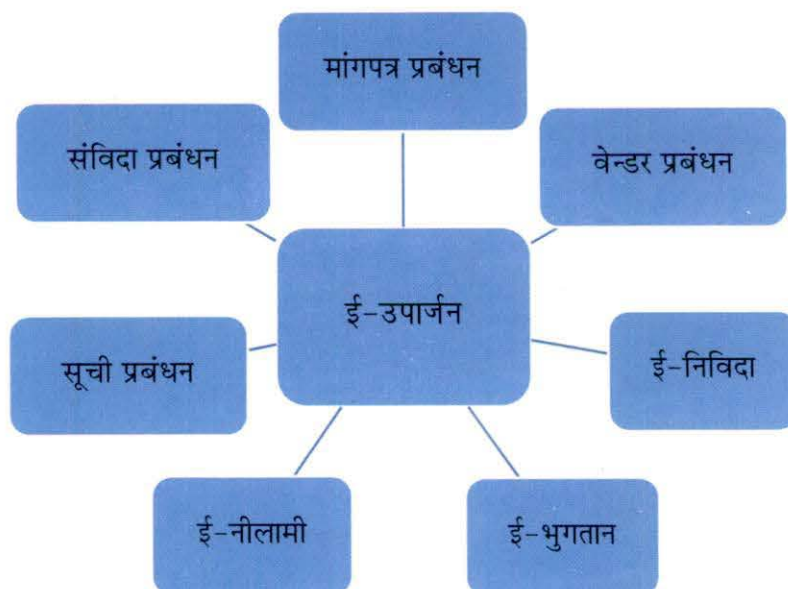 मांगपत्र प्रबंधन
संविदा प्रबंधन
वेन्डर प्रबंधन
ई-उपार्जन
सूची प्रबंधन
ई-निविदा
ई-नीलामी
ई-भुगतान